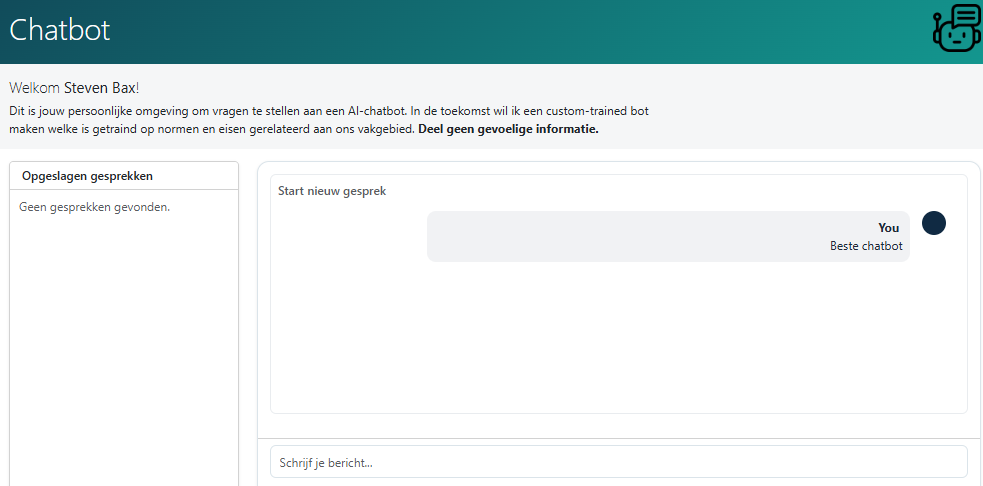 Chatbot
Welkom Steven Bax!
Dit is jouw persoonlijke omgeving om vragen te stellen aan een AI-chatbot. In de toekomst wil ik een custom-trained bot
maken welke is getraind op normen en eisen gerelateerd aan ons vakgebied. Deel geen gevoelige informatie.
Opgeslagen gesprekken
Geen gesprekken gevonden.
Start nieuw gesprek
You
Beste chatbot
Schrijf je bericht...